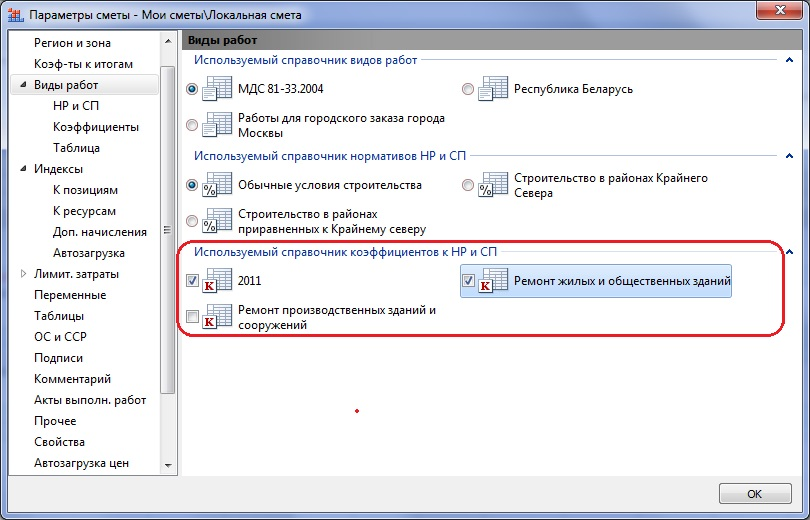 Параметры сметы - Мои сметы\Локальная смета
Регион и зона
Коэф-ты к итогам
Виды работ
НР и СП
Коэффициенты
Таблица
Индексы
К позициям
К ресурсам
Доп. начисления
Автозагрузка
Лимит. затраты
Переменные
Таблицы
ОС и ССР
Подписи
Комментарий
Акты выполн. работ
Прочее
Свойства
Автозагрузка цен
Виды работ
Используемый справочник видов работ
МДС 81-33.2004
Республика Беларусь
Работы для городского заказа города
Москвы
Используемый справочник нормативов НР и СП
% Обычные условия строительства
% Строительство в районах Крайнего
Севера
% Строительство в районах
приравненных к Крайнему северу
Используемый справочник коэффициентов к НР и СП
К 2011
К Ремонт жилых и общественных зданий
К Ремонт производственных зданий и
сооружений
ОК